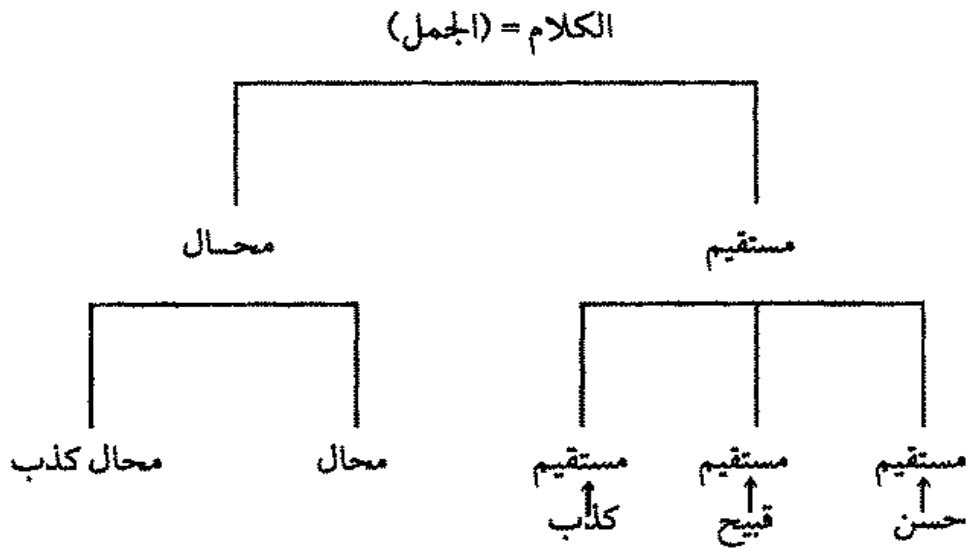 الكلام = (الجمل)
مستقيم محال
مستقيم مستقيم مستقيم محال محال كذب
حسن قبيح كذب